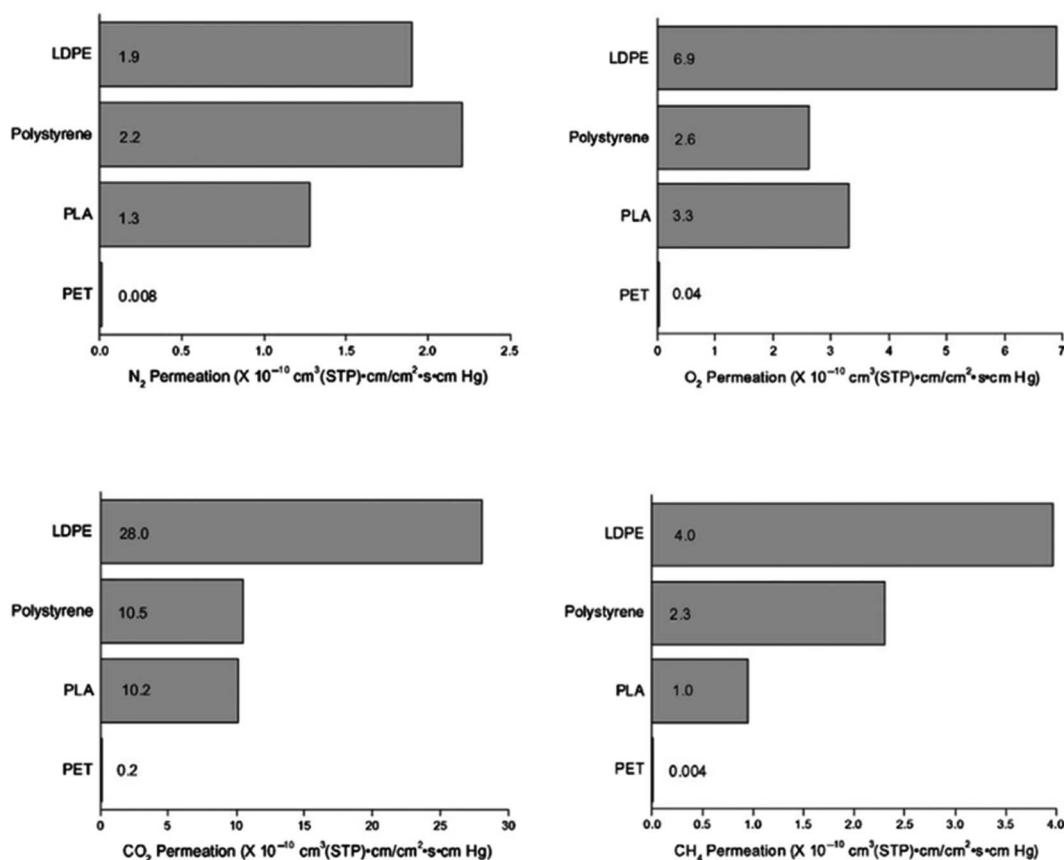 LDPE
1.9
Polystyrene
2.2
PLA
1.3
PET
0.008
0.0 0.5 1.0 1.5 2.0 2.5
N₂ Permeation (X 10⁻¹⁰ cm³(STP)•cm/cm²•s•cm Hg)
LDPE
6.9
Polystyrene
2.6
PLA
3.3
PET
0.04
0 1 2 3 4 5 6 7
O₂ Permeation (X 10⁻¹⁰ cm³(STP)•cm/cm²•s•cm Hg)
LDPE
28.0
Polystyrene
10.5
PLA
10.2
PET
0.2
0 5 10 15 20 25 30
CO₂ Permeation (X 10⁻¹⁰ cm³(STP)•cm/cm²•s•cm Hg)
LDPE
4.0
Polystyrene
2.3
PLA
1.0
PET
0.004
0.0 0.5 1.0 1.5 2.0 2.5 3.0 3.5 4.0
CH₄ Permeation (X 10⁻¹⁰ cm³(STP)•cm/cm²•s•cm Hg)